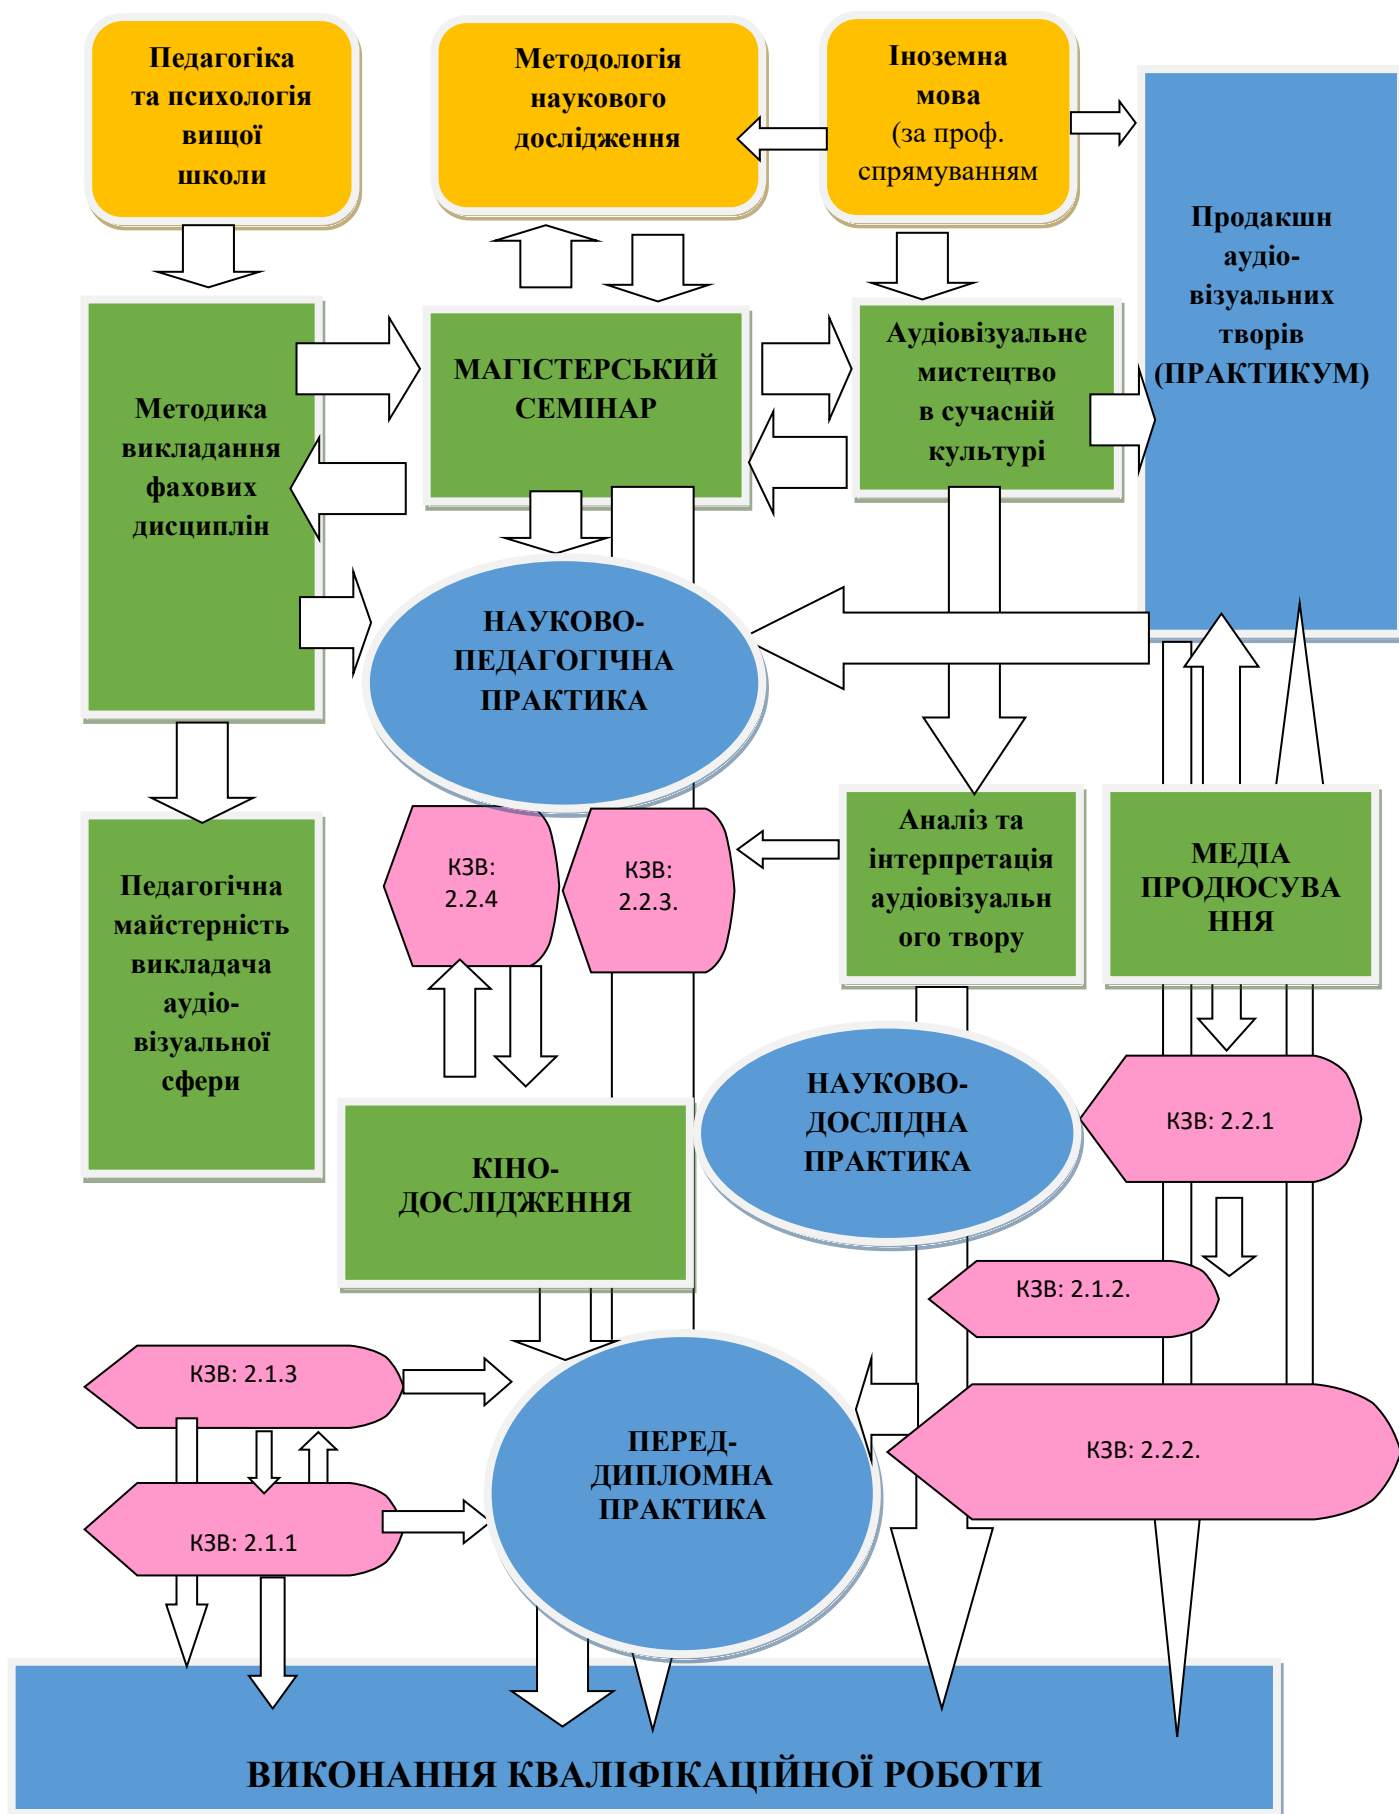 Педагогіка
та психологія
вищої
школи
Методологія
наукового
дослідження
Іноземна
мова
(за проф.
спрямуванням
Продакшн
аудіо-
візуальних
творів
(ПРАКТИКУМ)
Методика
викладання
фахових
дисциплін
МАГІСТЕРСЬКИЙ
СЕМІНАР
Аудіовізуальне
мистецтво
в сучасній
культурі
НАУКОВО-
ПЕДАГОГІЧНА
ПРАКТИКА
Педагогічна
майстерність
викладача
аудіо-
візуальної
сфери
КЗВ:
2.2.4
КЗВ:
2.2.3.
Аналіз та
інтерпретація
аудіовізуальн
ого твору
МЕДІА
ПРОДЮСУВА
ННЯ
НАУКОВО-
ДОСЛІДНА
ПРАКТИКА
КЗВ: 2.2.1
КІНО-
ДОСЛІДЖЕННЯ
КЗВ: 2.1.2.
КЗВ: 2.1.3
ПЕРЕД-
ДИПЛОМНА
ПРАКТИКА
КЗВ: 2.2.2.
КЗВ: 2.1.1
ВИКОНАННЯ КВАЛІФІКАЦІЙНОЇ РОБОТИ